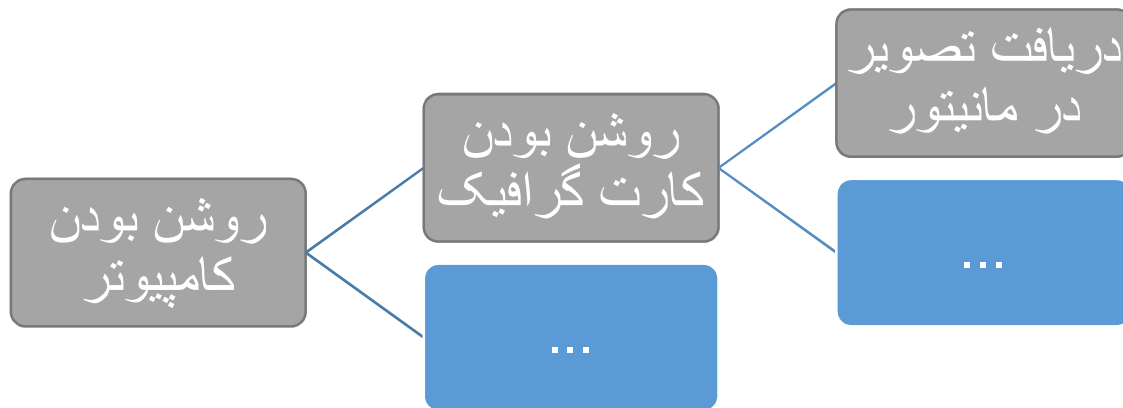 دریافت تصویر
در مانیتور
روشن بودن
کارت گرافیک
روشن بودن
کامپیوتر
...
...